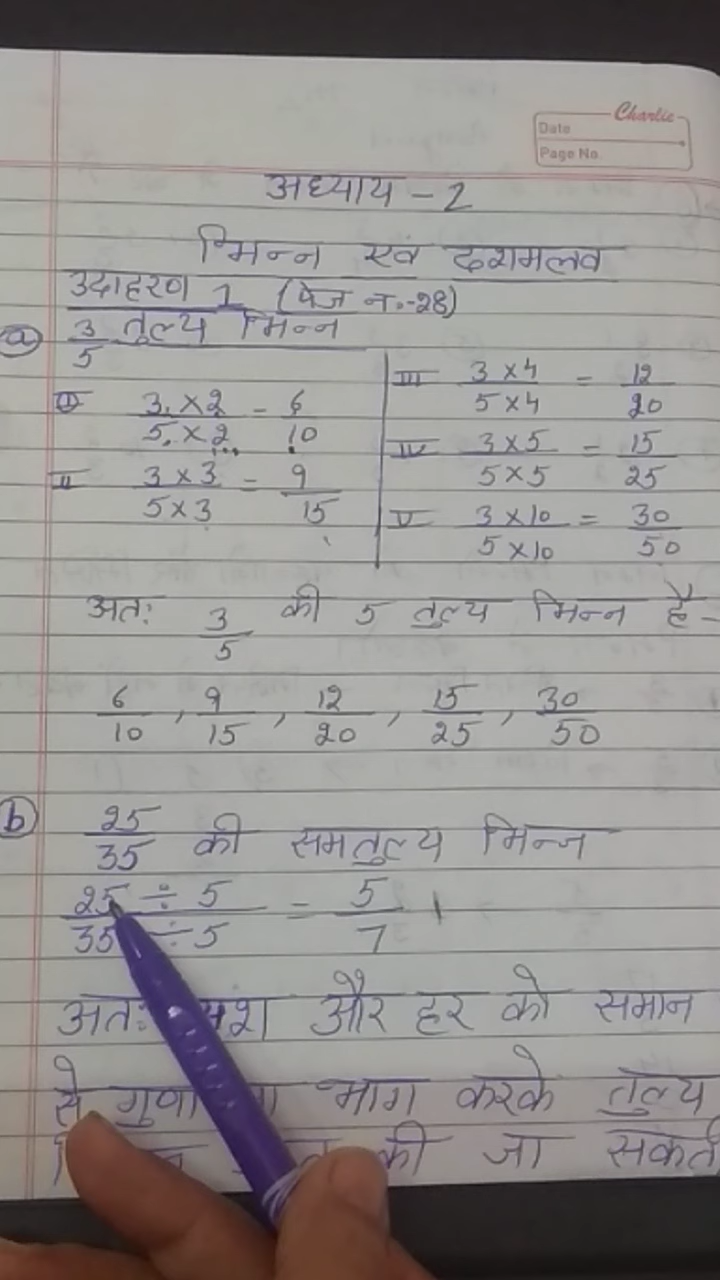 Charlie
Date
Page No.
अध्याय - 2
भिन्न एवं दशमलव
उदाहरण 1 (पेज न.-28)
(a) 3/5 तुल्य भिन्न
I 3×2/5×2 = 6/10
II 3×3/5×3 = 9/15
III 3×4/5×4 = 12/20
IV 3×5/5×5 = 15/25
V 3×10/5×10 = 30/50
अतः 3/5 की 5 तुल्य भिन्न है -
6/10, 9/15, 12/20, 15/25, 30/50
(b) 25/35 की समतुल्य भिन्न
25÷5/35÷5 = 5/7
अतः अंश और हर को समान
से गुणा भाग करके तुल्य
की जा सकती